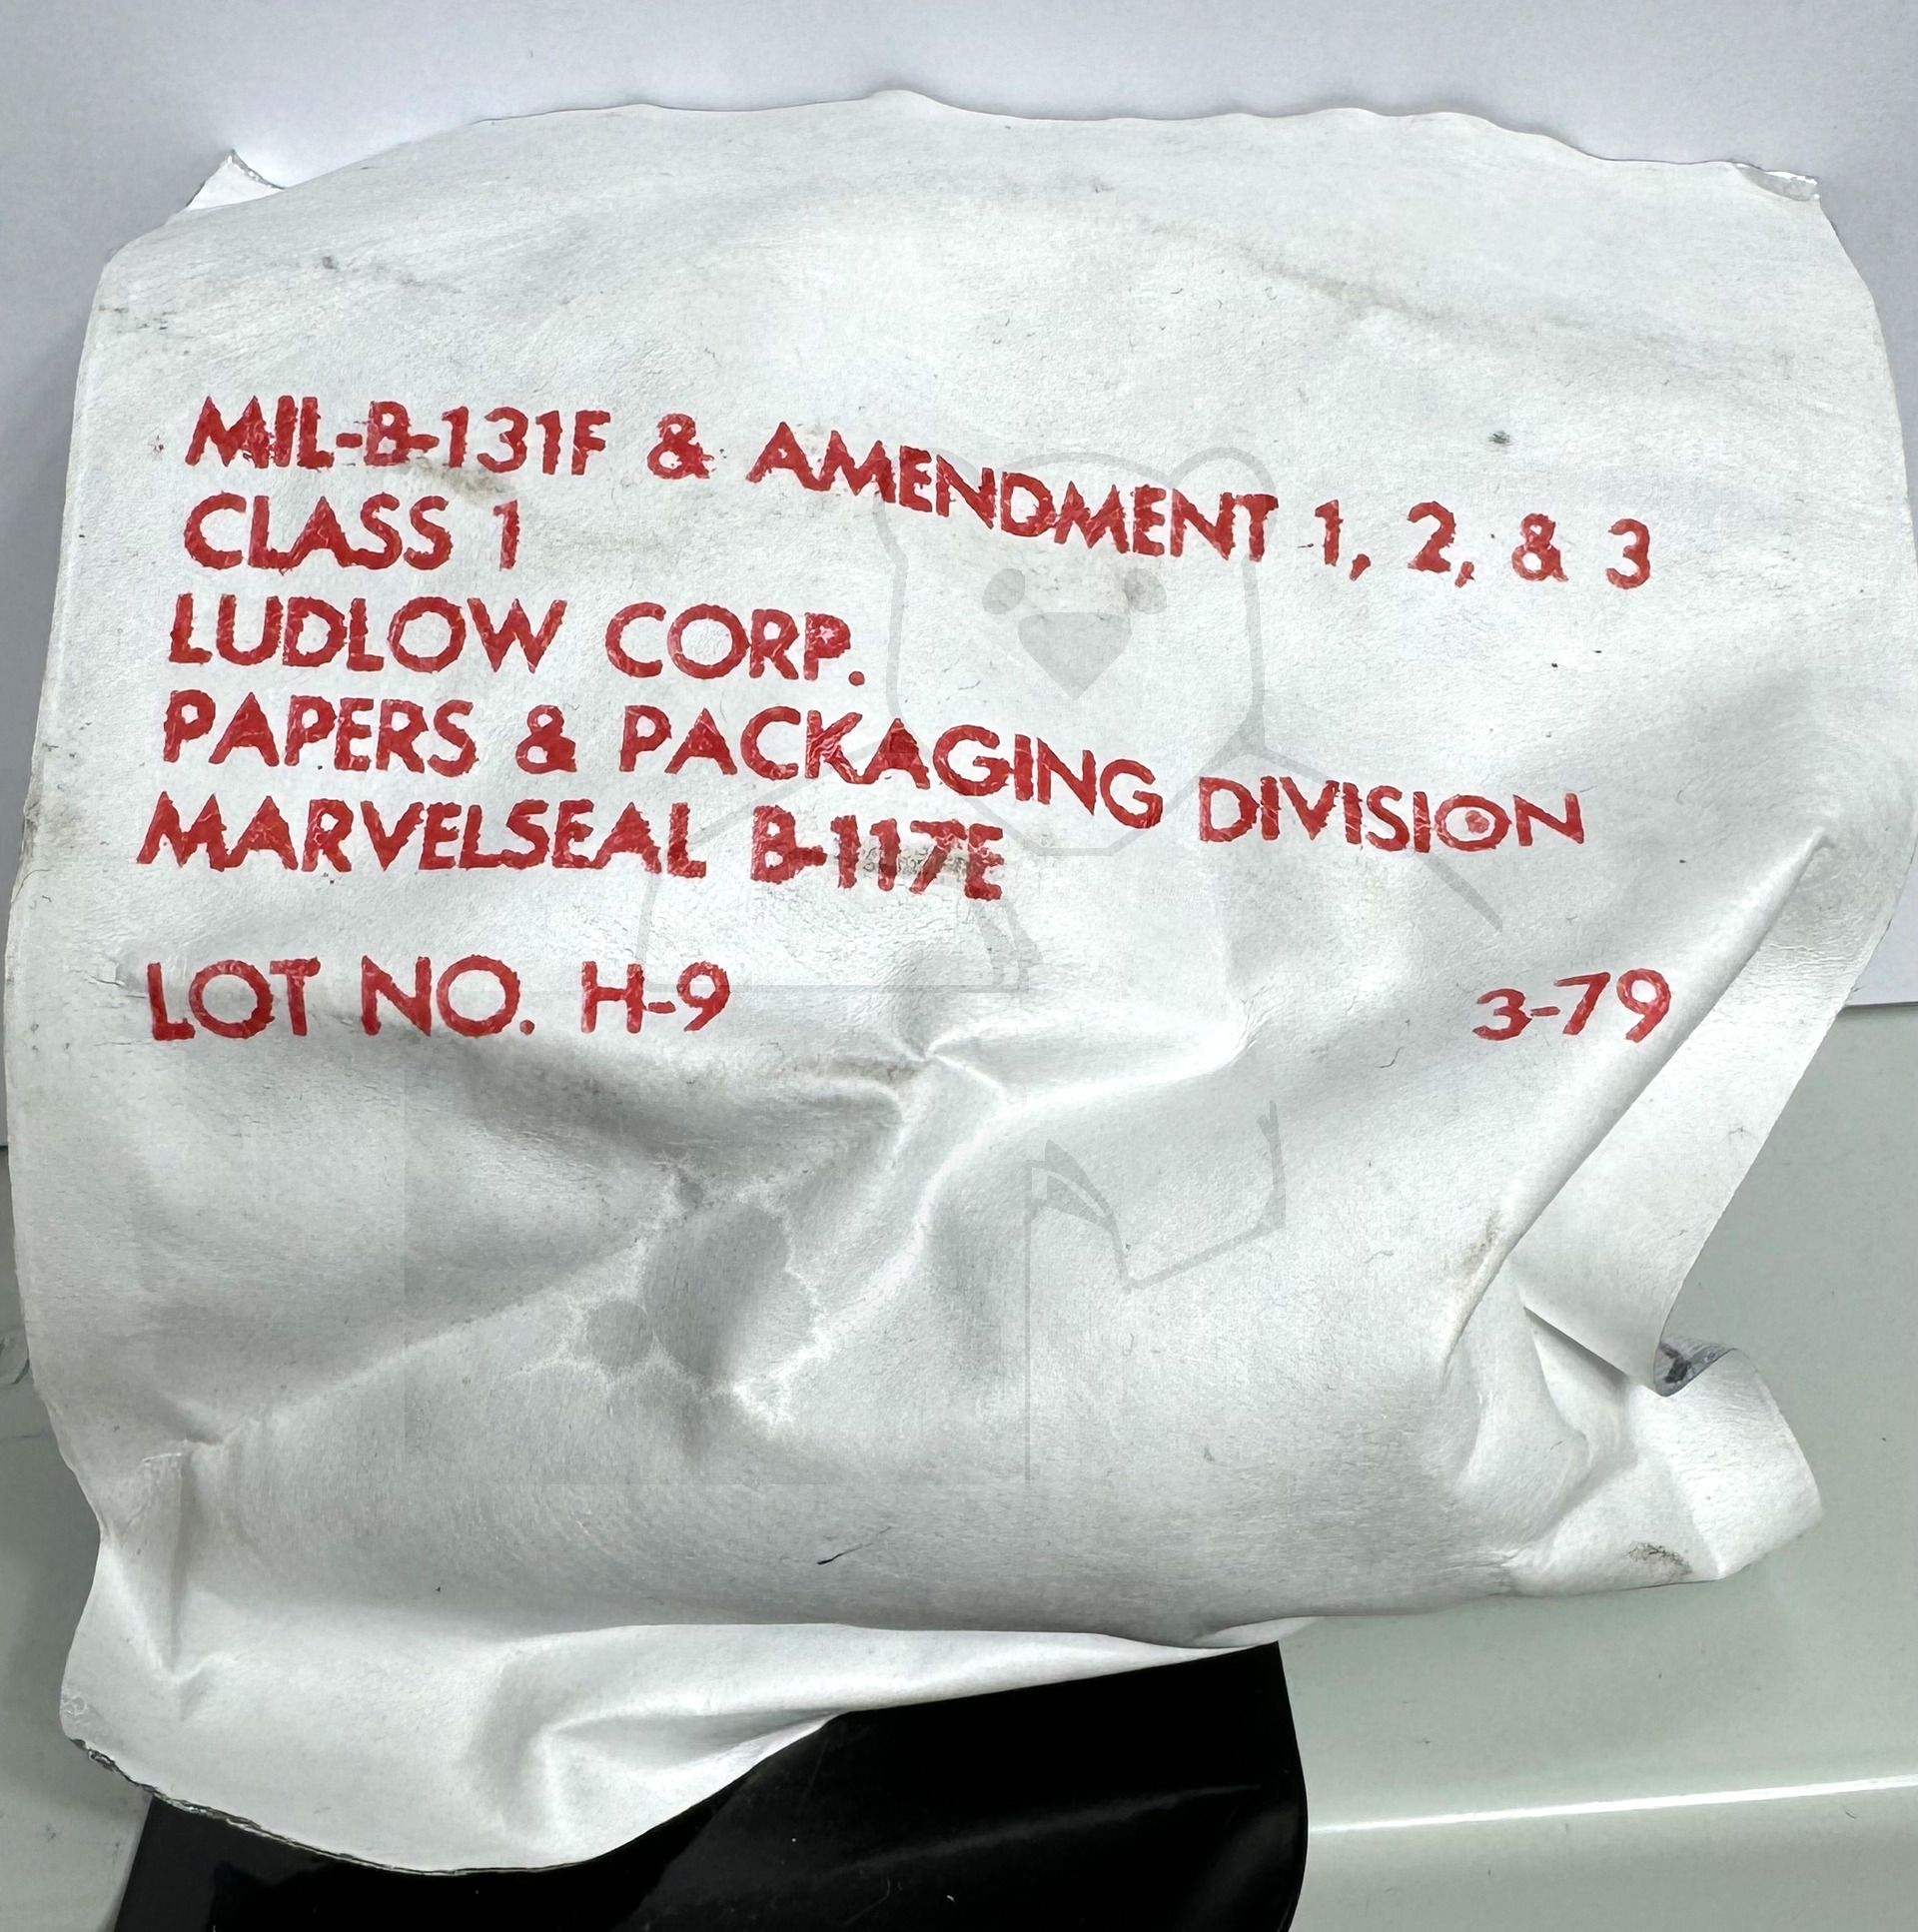 MIL-B-131F & AMENDMENT 1, 2, & 3
CLASS 1
LUDLOW CORP.
PAPERS & PACKAGING DIVISION
MARVELSEAL B-117E
LOT NO. H-9 3-79